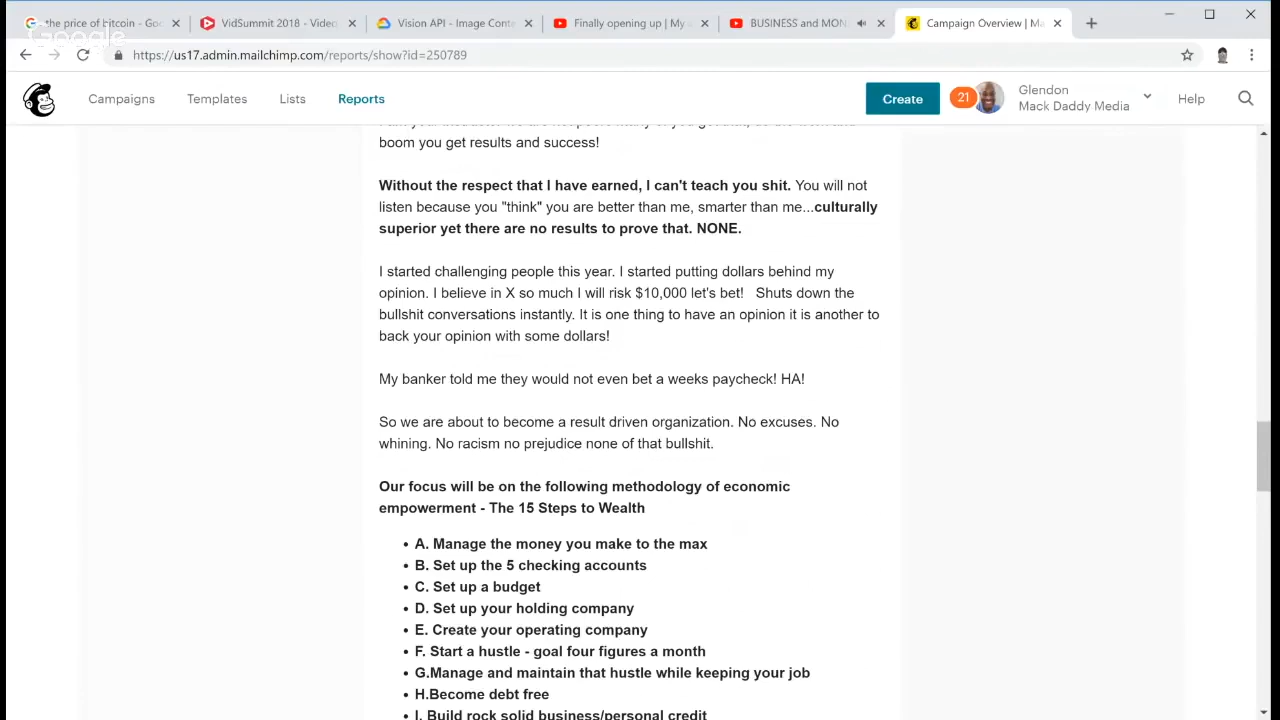 the price of bitcoin - Goo
VidSummit 2018 - Video
Vision API - Image Conte
Finally opening up | My
BUSINESS and MON
Campaign Overview | Ma
Google
https://us17.admin.mailchimp.com/reports/show?id=250789
Campaigns
Templates
Lists
Reports
Create
21
Glendon
Mack Daddy Media
Help
boom you get results and success!
Without the respect that I have earned, I can't teach you shit. You will not
listen because you "think" you are better than me, smarter than me...culturally
superior yet there are no results to prove that. NONE.
I started challenging people this year. I started putting dollars behind my
opinion. I believe in X so much I will risk $10,000 let's bet!   Shuts down the
bullshit conversations instantly. It is one thing to have an opinion it is another to
back your opinion with some dollars!
My banker told me they would not even bet a weeks paycheck! HA!
So we are about to become a result driven organization. No excuses. No
whining. No racism no prejudice none of that bullshit.
Our focus will be on the following methodology of economic
empowerment - The 15 Steps to Wealth
• A. Manage the money you make to the max
• B. Set up the 5 checking accounts
• C. Set up a budget
• D. Set up your holding company
• E. Create your operating company
• F. Start a hustle - goal four figures a month
• G.Manage and maintain that hustle while keeping your job
• H.Become debt free
• I. Build rock solid business/personal credit